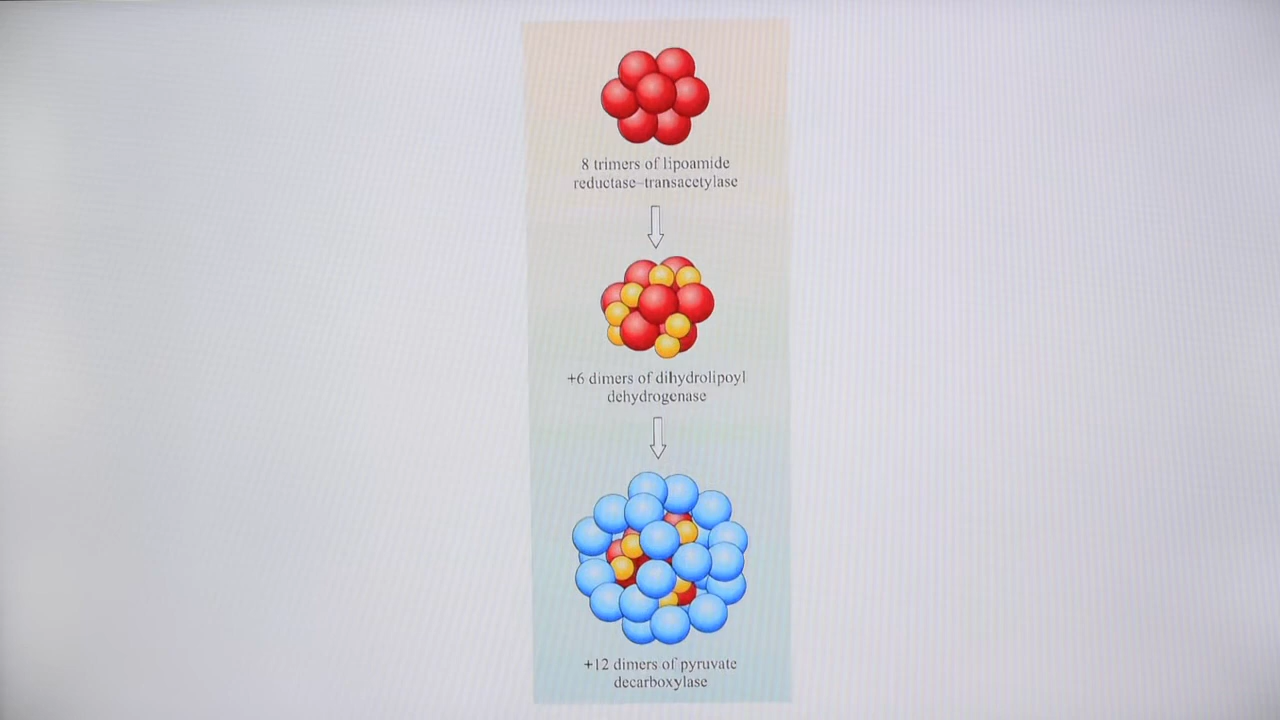 8 trimers of lipoamide
reductase–transacetylase
+6 dimers of dihydrolipoyl
dehydrogenase
+12 dimers of pyruvate
decarboxylase